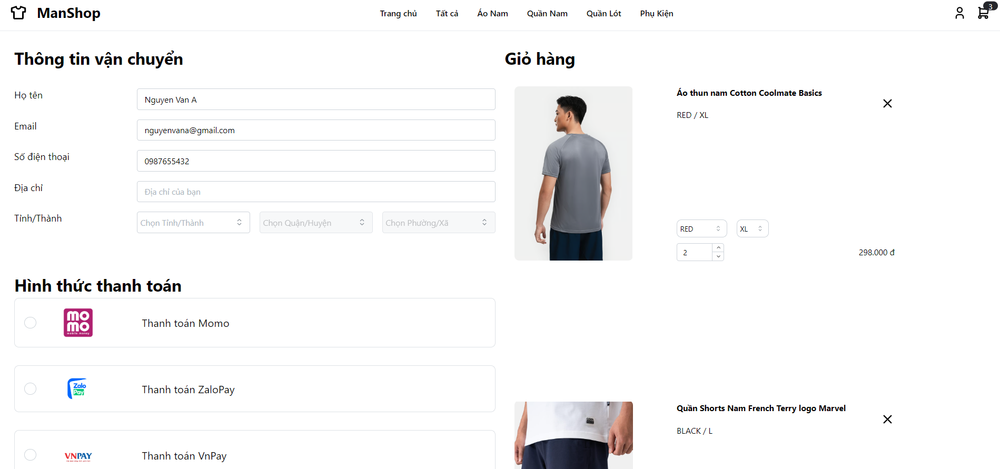 ManShop
Trang chủ
Tất cả
Áo Nam
Quần Nam
Quần Lót
Phụ Kiện
3
Thông tin vận chuyển
Họ tên
Nguyen Van A
Email
nguyenvana@gmail.com
Số điện thoại
0987655432
Địa chỉ
Địa chỉ của bạn
Tỉnh/Thành
Chọn Tỉnh/Thành
Chọn Quận/Huyện
Chọn Phường/Xã
Hình thức thanh toán
mo
mo
mobile money
Thanh toán Momo
Zalo
Pay
Thanh toán ZaloPay
VNPAY
Thanh toán VnPay
Giỏ hàng
Áo thun nam Cotton Coolmate Basics
RED / XL
RED
XL
2
298.000 đ
Quần Shorts Nam French Terry logo Marvel
BLACK / L
COOL